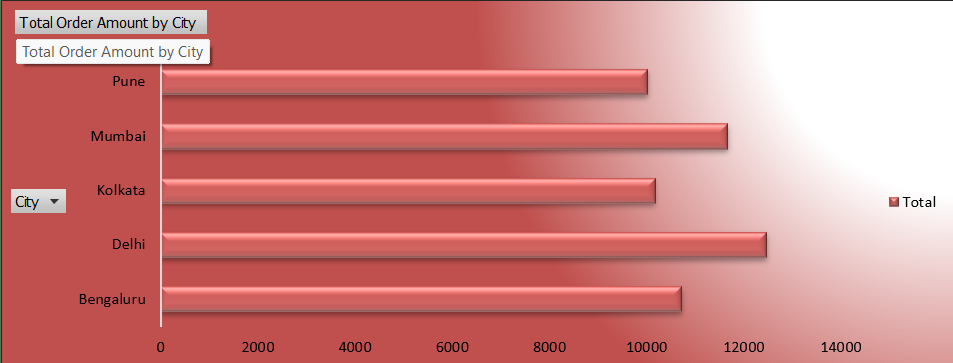 Total Order Amount by City
Total Order Amount by City
Pune
Mumbai
Kolkata
City
Total
Delhi
Bengaluru
0 2000 4000 6000 8000 10000 12000 14000